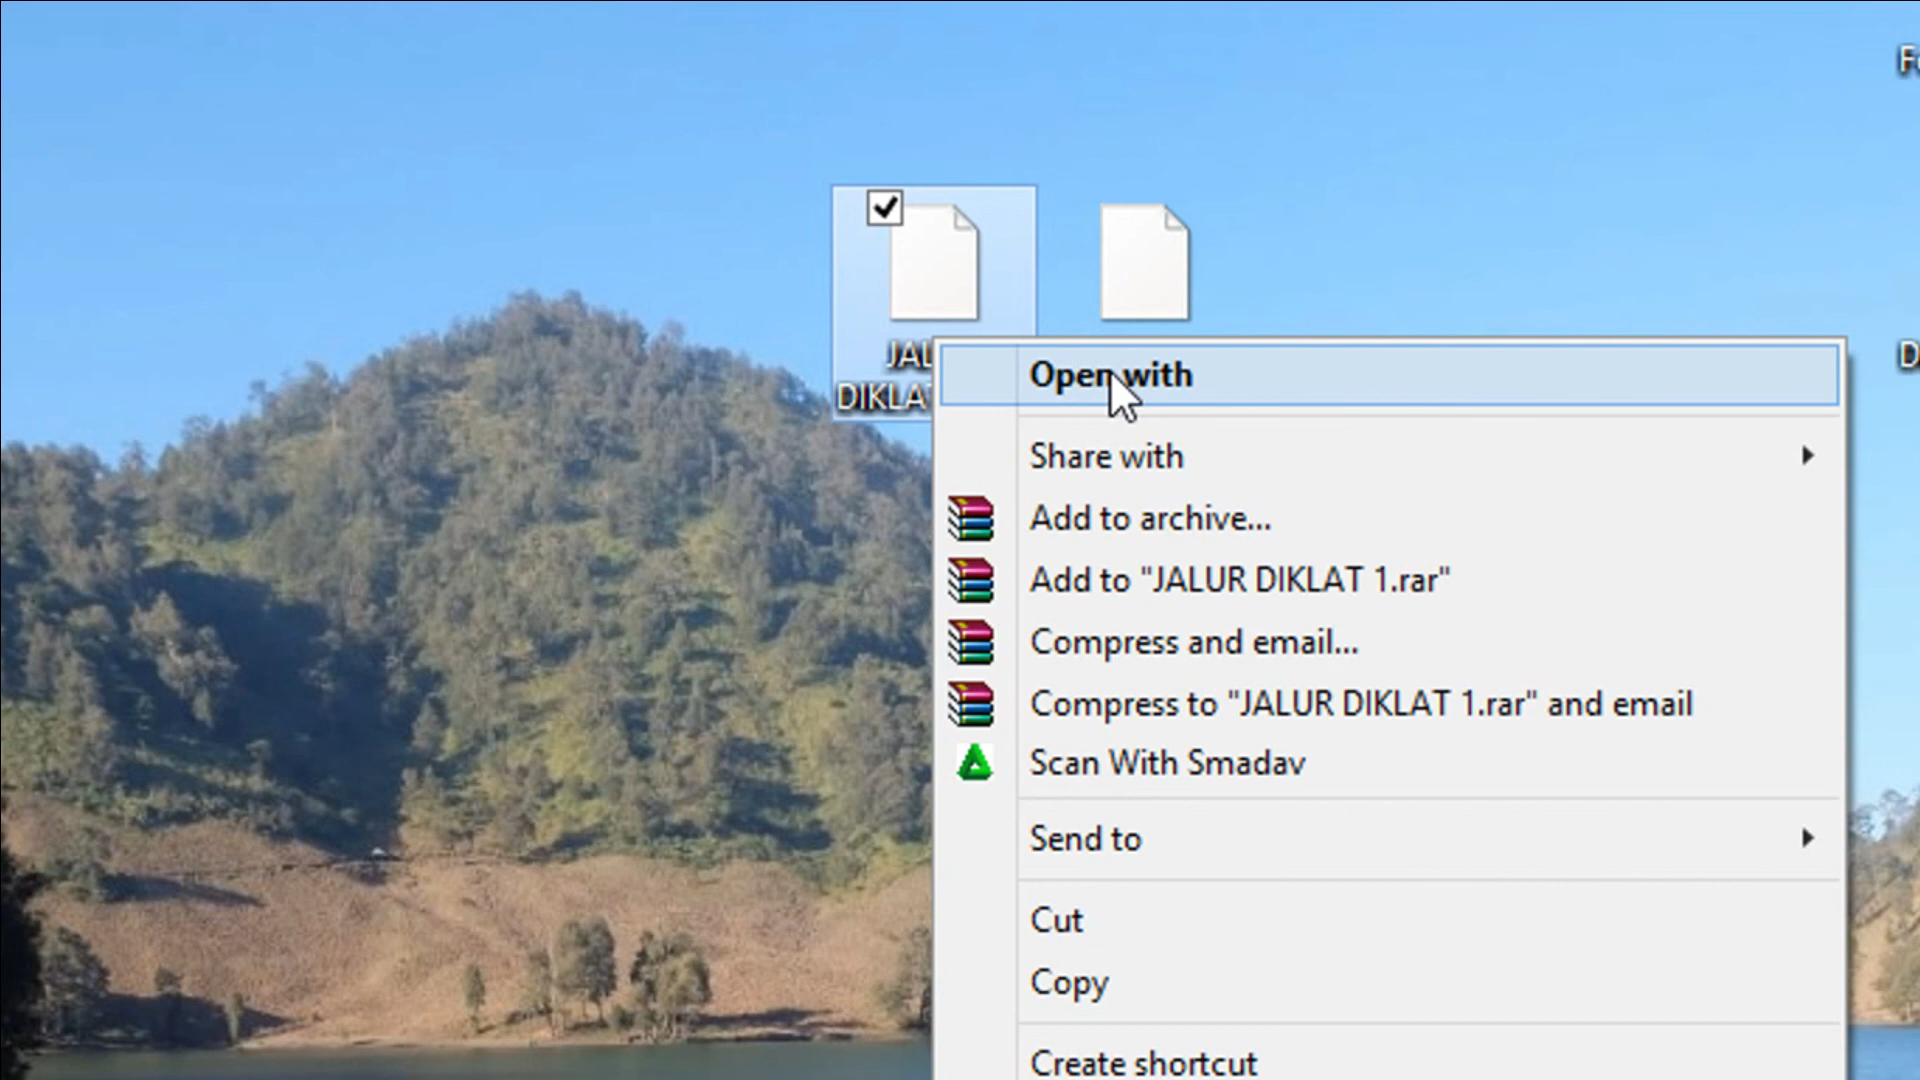 JAL
DIKLAT
Open with
Share with
Add to archive...
Add to "JALUR DIKLAT 1.rar"
Compress and email...
Compress to "JALUR DIKLAT 1.rar" and email
Scan With Smadav
Send to
Cut
Copy
Create shortcut